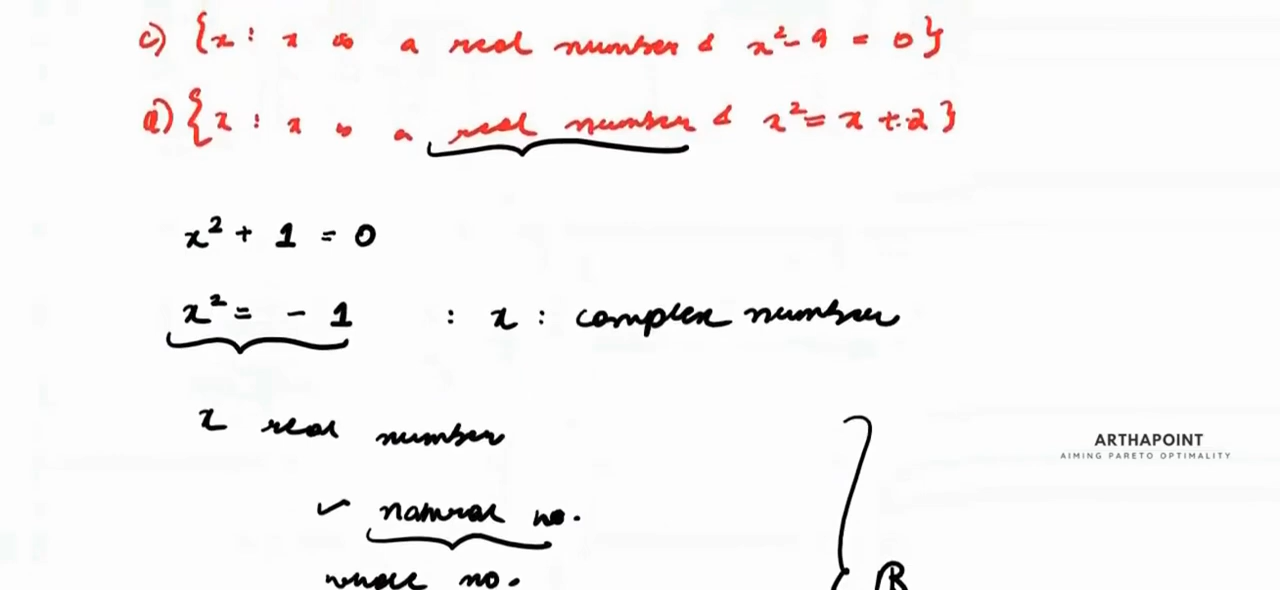 c) {x : x is a real number & x² - 9 = 0}
d) {x : x is a real number & x² = x + 2}
x² + 1 = 0
x² = - 1 : x : complex number
x real number
ARTHAPOINT
AIMING PARETO OPTIMALITY
✓ natural no.
whole no.
R